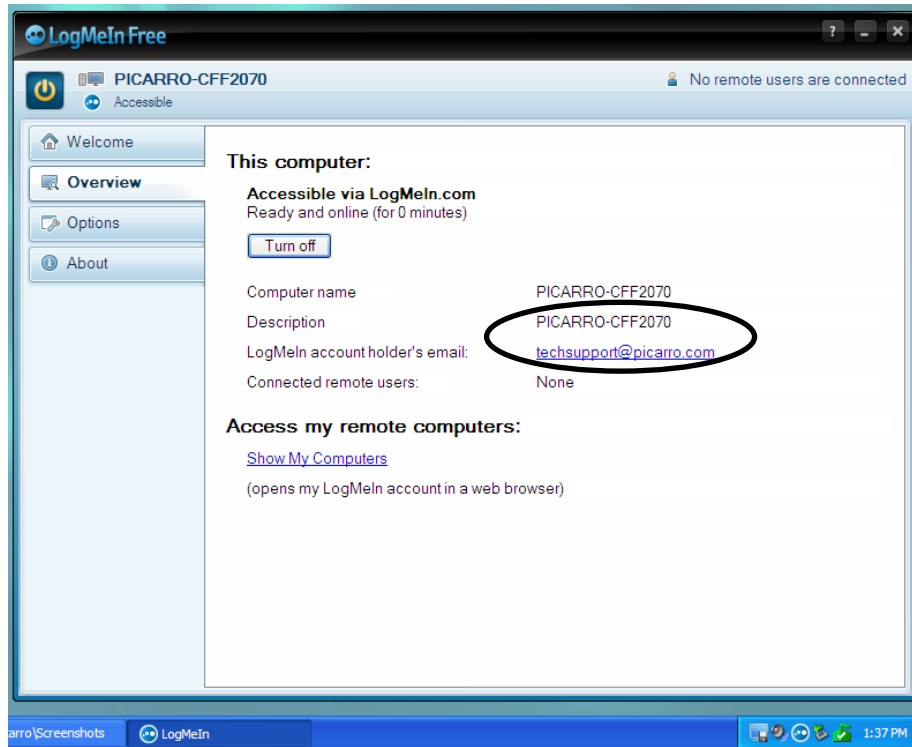 LogMeIn Free
PICARRO-CFF2070
No remote users are connected
Accessible
Welcome
Overview
Options
About
This computer:
Accessible via LogMeIn.com
Ready and online (for 0 minutes)
Turn off
Computer name PICARRO-CFF2070
Description PICARRO-CFF2070
LogMeIn account holder's email: techsupport@picarro.com
Connected remote users: None
Access my remote computers:
Show My Computers
(opens my LogMeIn account in a web browser)
arro\Screenshots LogMeIn 1:37 PM